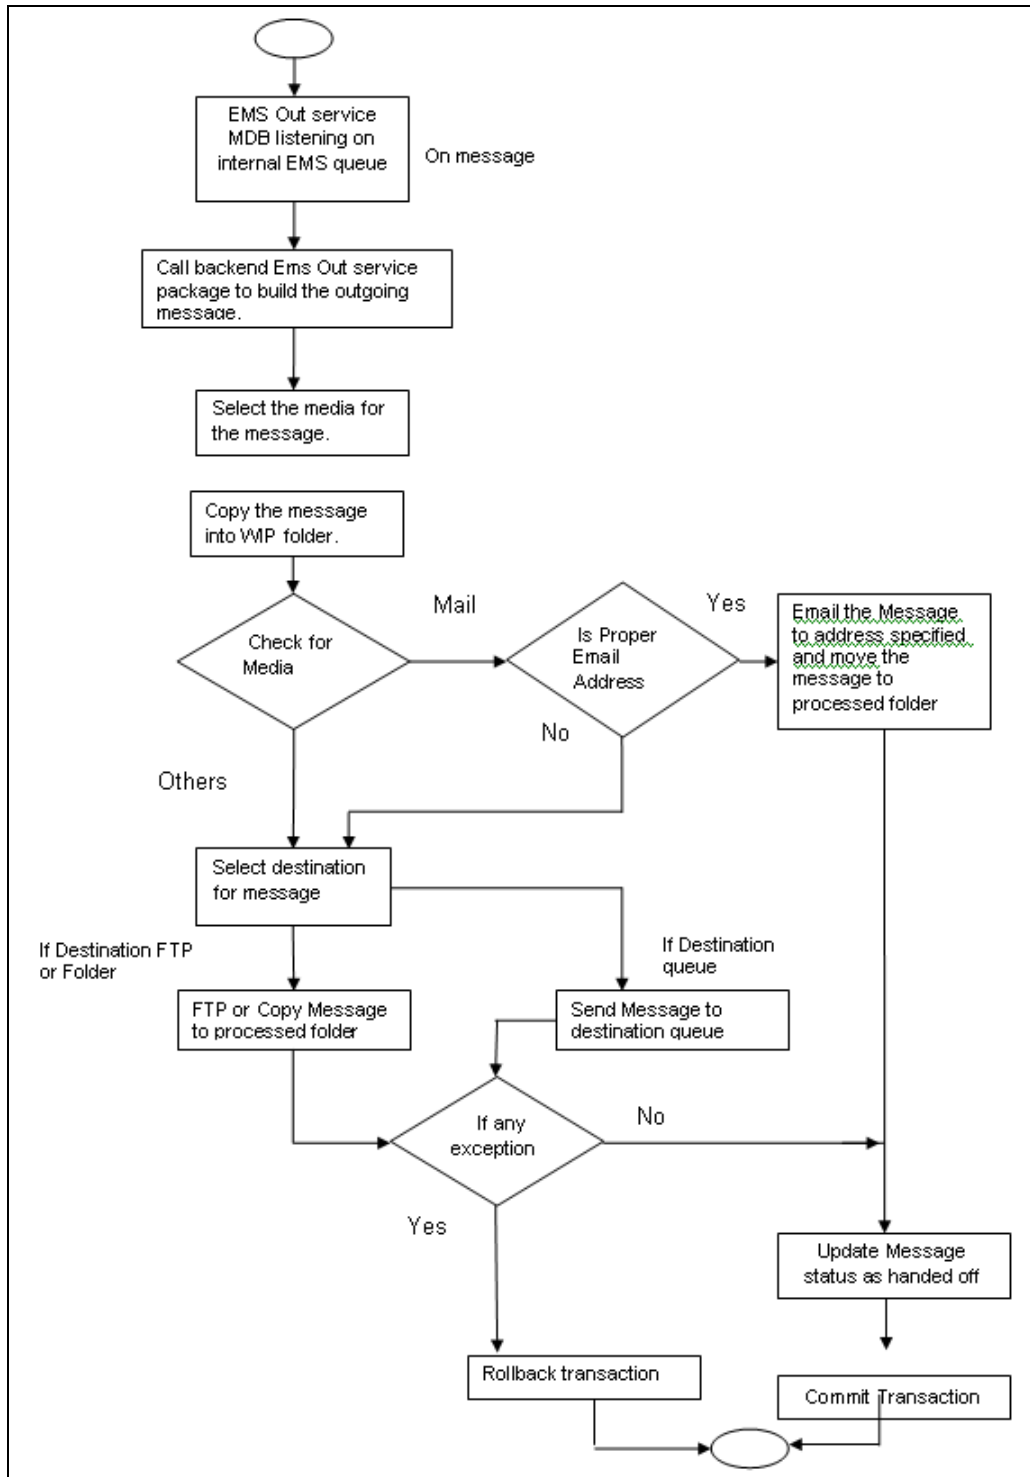 EMS Out service
MDB listening on
internal EMS queue
On message
Call backend Ems Out service
package to build the outgoing
message.
Select the media for
the message.
Copy the message
into WIP folder.
Check for
Media
Mail
Is Proper
Email
Address
Yes
Email the Message
to address specified
and move the
message to
processed folder
No
Others
Select destination
for message
If Destination FTP
or Folder
If Destination
queue
FTP or Copy Message
to processed folder
Send Message to
destination queue
If any
exception
No
Yes
Update Message
status as handed off
Rollback transaction
Commit Transaction